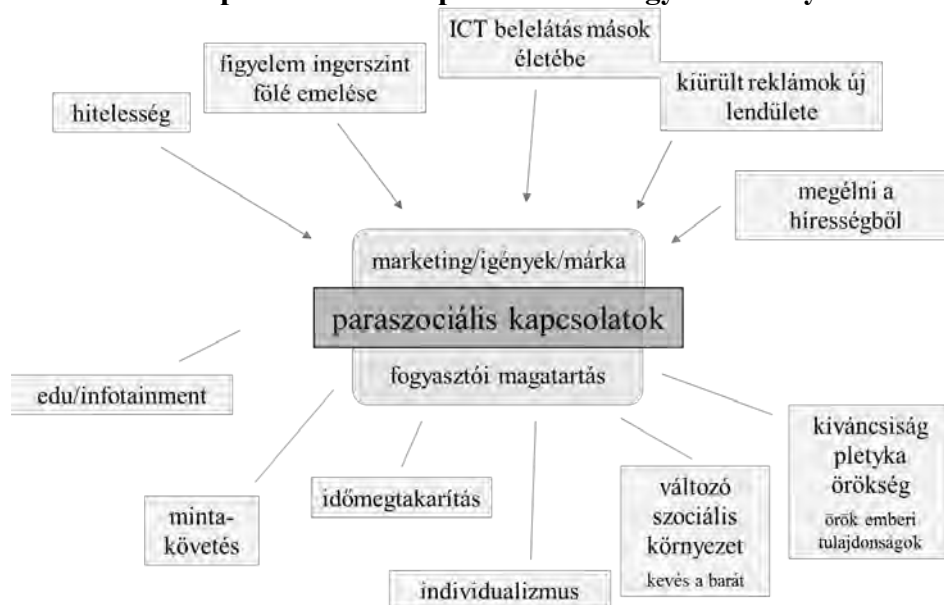 ICT belelátás mások
életébe
figyelem ingerszint
fölé emelése
kiürült reklámok új
lendülete
hitelesség
megélni a
hírességből
marketing/igények/márka
paraszociális kapcsolatok
fogyasztói magatartás
edu/infotainment
minta-
követés
időmegtakarítás
individualizmus
változó
szociális
környezet
kevés a barát
kiváncsiság
pletyka
örökség
örök emberi
tulajdonságok